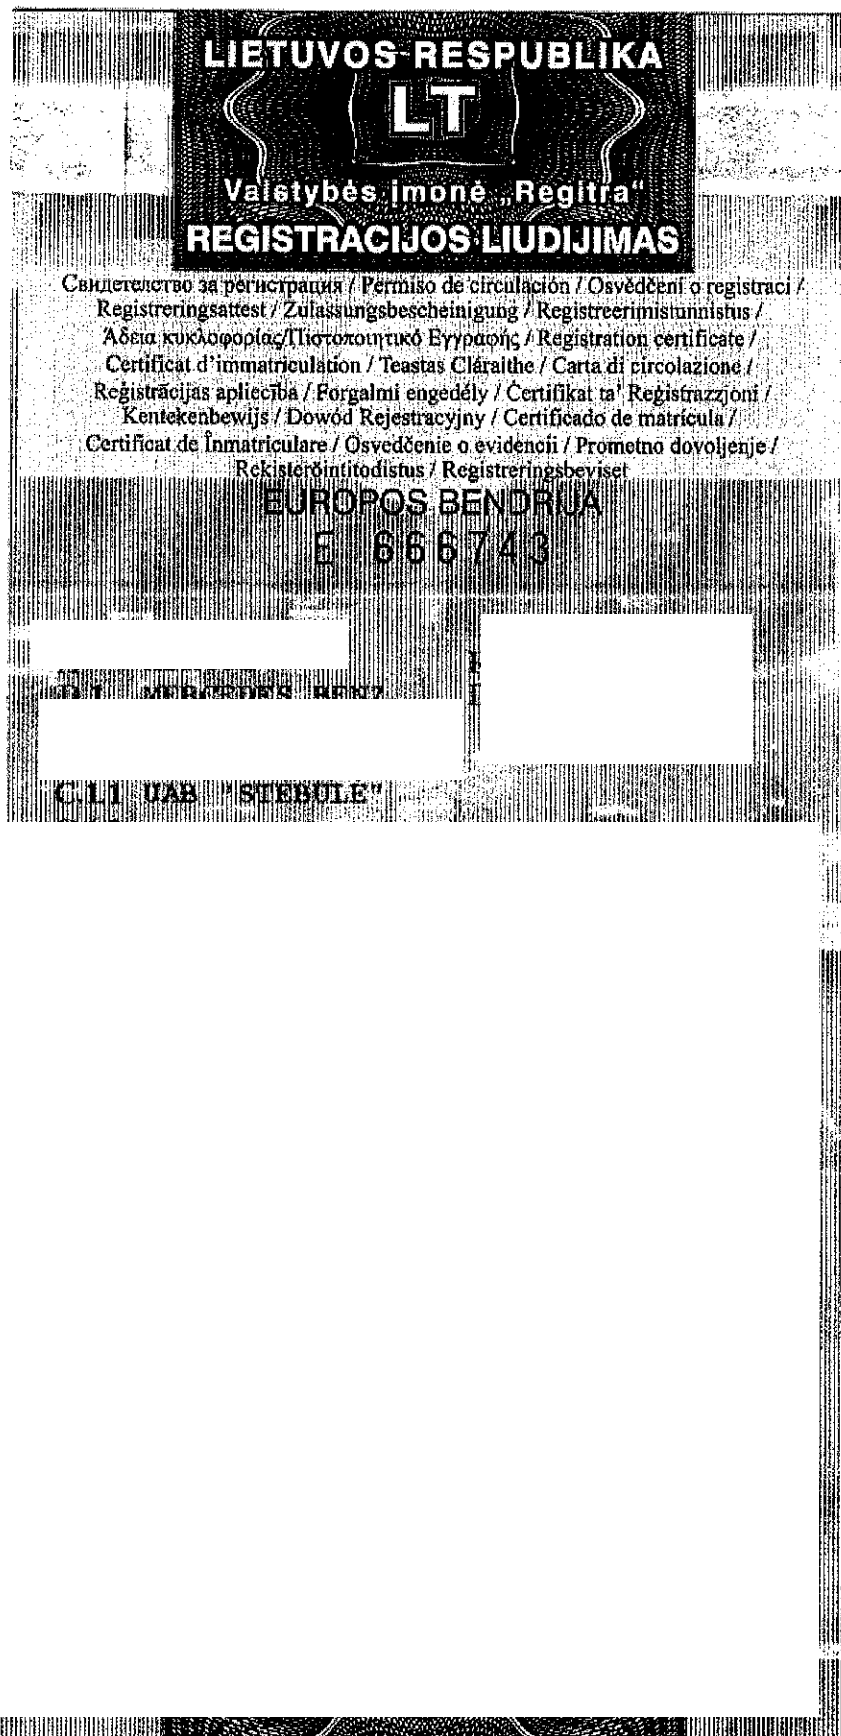 LIETUVOS RESPUBLIKA
LT
Valstybės įmonė „Regitra“
REGISTRACIJOS LIUDIJIMAS
Свидетелство за регистрация / Permiso de circulación / Osvědčení o registraci /
Registreringsattest / Zulassungsbescheinigung / Registreerimistunnistus /
Άδεια κυκλοφορίας/Πιστοποιητικό Εγγραφής / Registration certificate /
Certificat d'immatriculation / Teastas Cláraithe / Carta di circolazione /
Reģistrācijas apliecība / Forgalmi engedély / Ċertifikat ta' Reġistrazzjoni /
Kentekenbewijs / Dowód Rejestracyjny / Certificado de matrícula /
Certificat de Înmatriculare / Osvedčenie o evidencii / Prometno dovoljenje /
Rekisteröintitodistus / Registreringsbeviset
EUROPOS BENDRIJA
E 666743
D.1 MERCEDES BENZ
C.1.1 UAB "STEBULE"